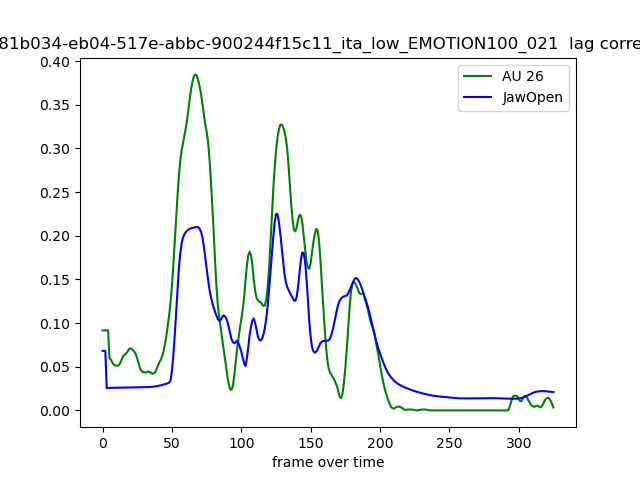 81b034-eb04-517e-abbc-900244f15c11_ita_low_EMOTION100_021 lag corre
AU 26
JawOpen
0.40
0.35
0.30
0.25
0.20
0.15
0.10
0.05
0.00
0 50 100 150 200 250 300
frame over time